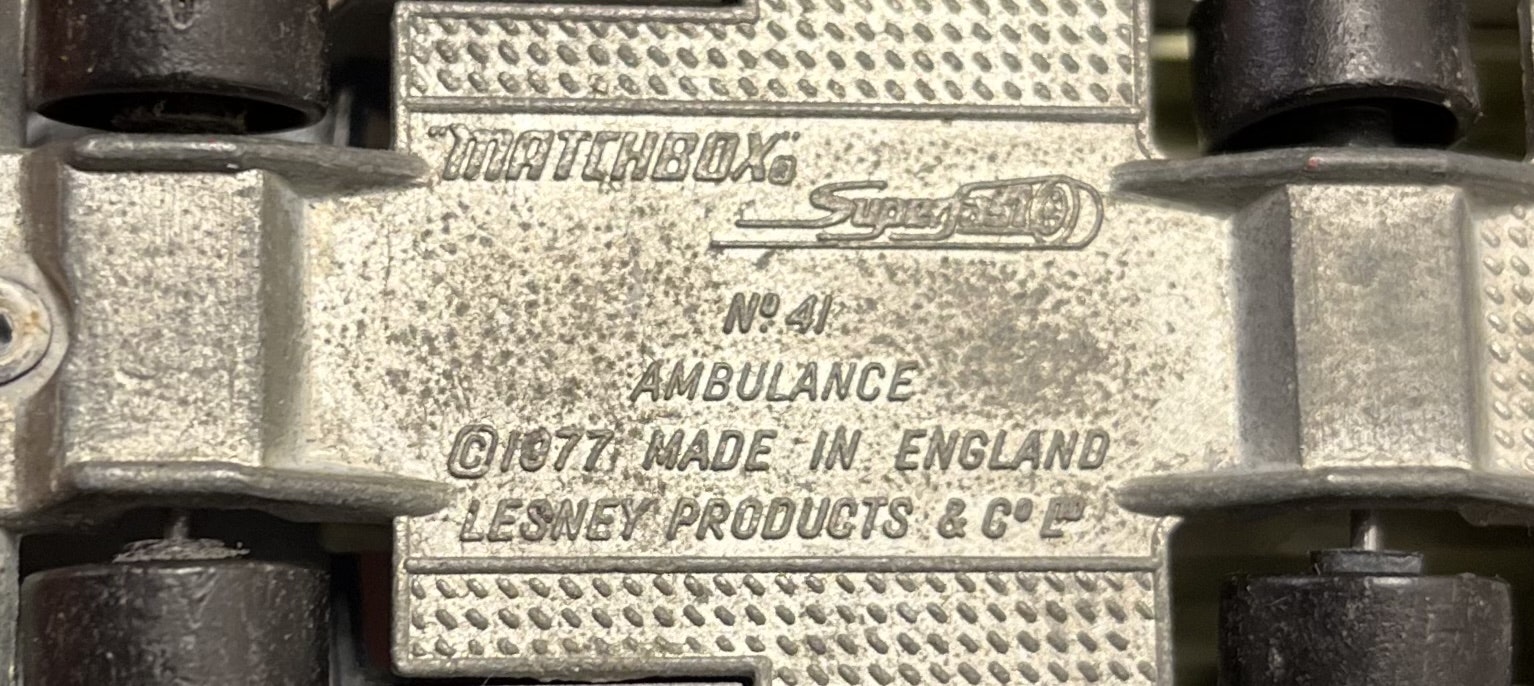 "MATCHBOX"®
Superfast
Nº 41
AMBULANCE
©1977 MADE IN ENGLAND
LESNEY PRODUCTS & Cº Lᵀᴰ